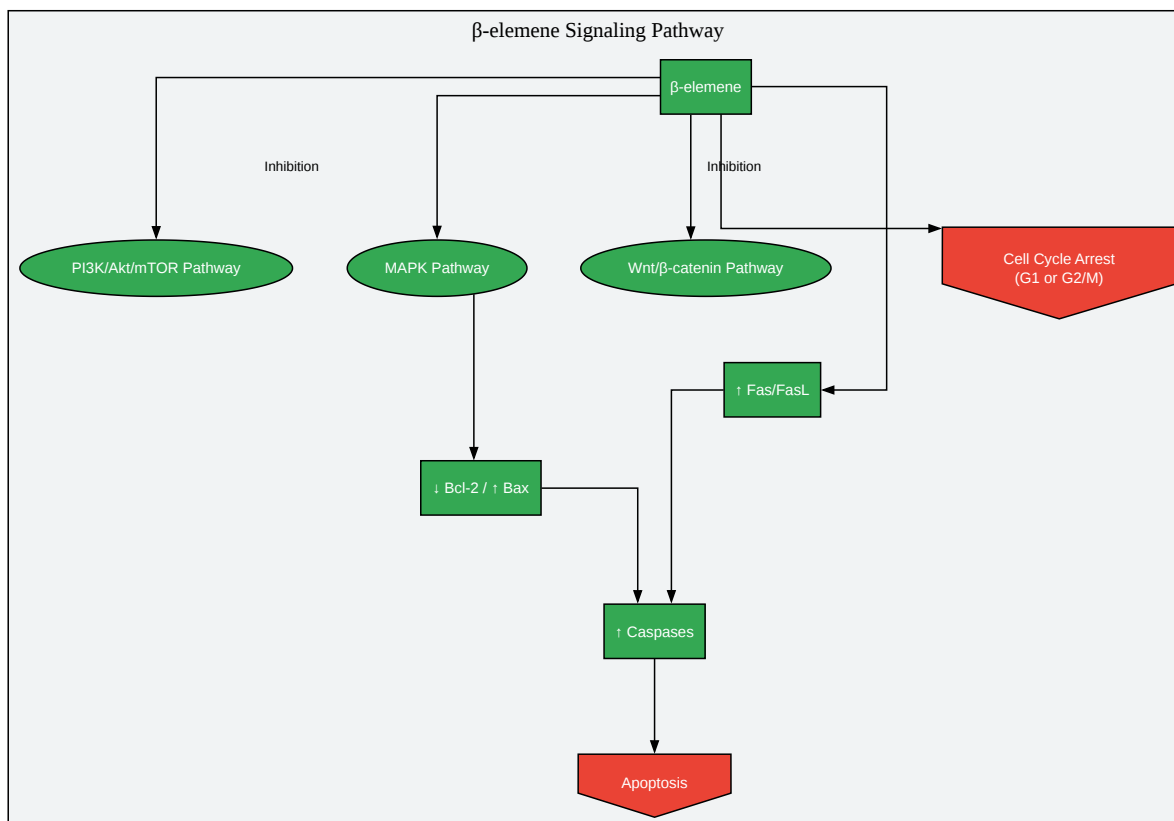 β-elemene Signaling Pathway
β-elemene
Inhibition
Inhibition
PI3K/Akt/mTOR Pathway
MAPK Pathway
Wnt/β-catenin Pathway
Cell Cycle Arrest
(G1 or G2/M)
↑ Fas/FasL
↓ Bcl-2 / ↑ Bax
↑ Caspases
Apoptosis